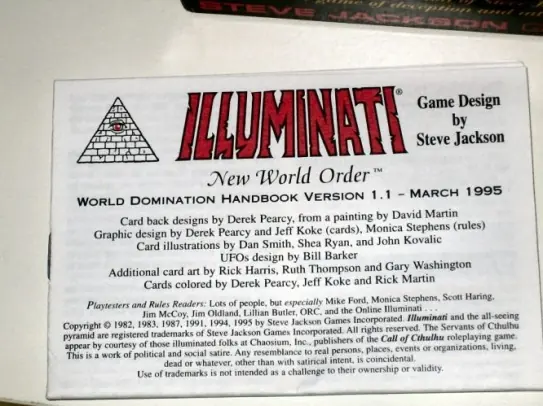 STEVE JACKSON
ILLUMINATI®
Game Design
by
Steve Jackson
New World Order™
WORLD DOMINATION HANDBOOK VERSION 1.1 – MARCH 1995
Card back designs by Derek Pearcy, from a painting by David Martin
Graphic design by Derek Pearcy and Jeff Koke (cards), Monica Stephens (rules)
Card illustrations by Dan Smith, Shea Ryan, and John Kovalic
UFOs design by Bill Barker
Additional card art by Rick Harris, Ruth Thompson and Gary Washington
Cards colored by Derek Pearcy, Jeff Koke and Rick Martin
Playtesters and Rules Readers: Lots of people, but especially Mike Ford, Monica Stephens, Scott Haring,
Jim McCoy, Jim Oldland, Lillian Butler, ORC, and the Online Illuminati . . .
Copyright © 1982, 1983, 1987, 1991, 1994, 1995 by Steve Jackson Games Incorporated. Illuminati and the all-seeing
pyramid are registered trademarks of Steve Jackson Games Incorporated. All rights reserved. The Servants of Cthulhu
appear by courtesy of those illuminated folks at Chaosium, Inc., publishers of the Call of Cthulhu roleplaying game.
This is a work of political and social satire. Any resemblance to real persons, places, events or organizations, living,
dead or whatever, other than with satirical intent, is coincidental.
Use of trademarks is not intended as a challenge to their ownership or validity.